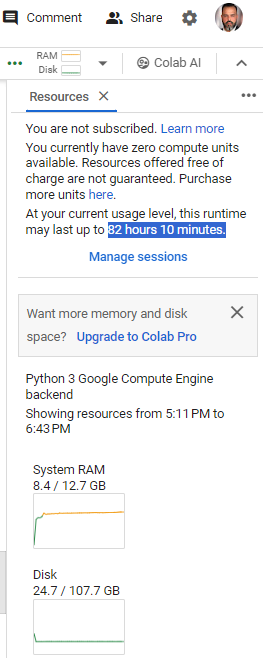 Comment Share
RAM
Disk
Colab AI
Resources
You are not subscribed. Learn more
You currently have zero compute units
available. Resources offered free of
charge are not guaranteed. Purchase
more units here.
At your current usage level, this runtime
may last up to 82 hours 10 minutes.
Manage sessions
Want more memory and disk
space? Upgrade to Colab Pro
Python 3 Google Compute Engine
backend
Showing resources from 5:11 PM to
6:43 PM
System RAM
8.4 / 12.7 GB
Disk
24.7 / 107.7 GB